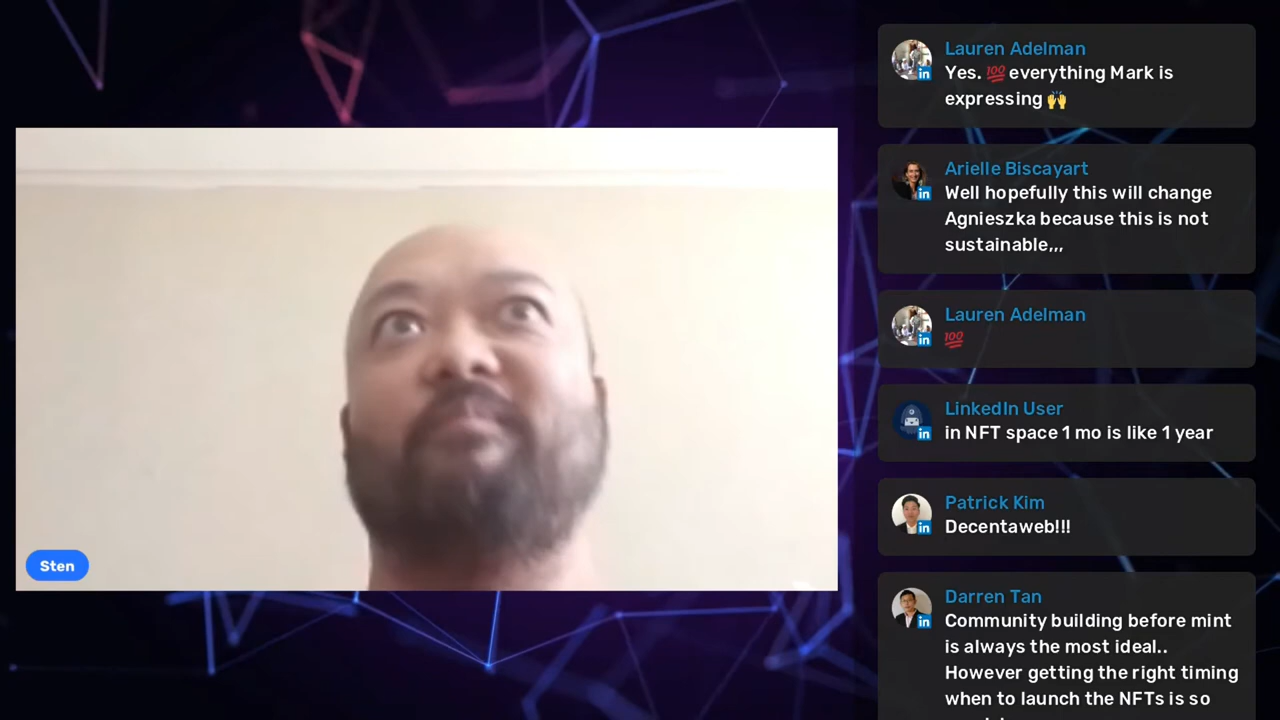 Lauren Adelman
Yes. 💯 everything Mark is
expressing 🙌
Arielle Biscayart
Well hopefully this will change
Agnieszka because this is not
sustainable,,,
Lauren Adelman
💯
LinkedIn User
in NFT space 1 mo is like 1 year
Patrick Kim
Decentaweb!!!
Darren Tan
Community building before mint
is always the most ideal..
However getting the right timing
when to launch the NFTs is so
Sten